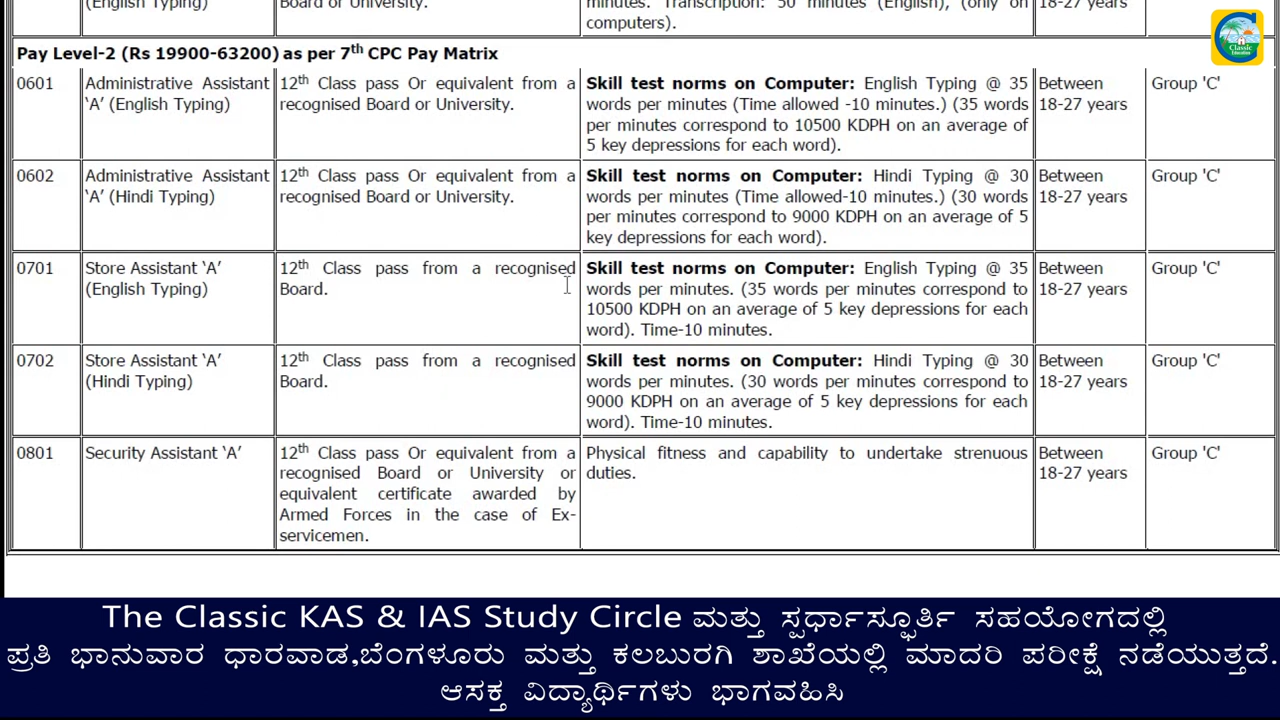 (English Typing)
Board or University.
minutes. Transcription: 50 minutes (English), (only on
computers).
18-27 years
Classic
Education
Pay Level-2 (Rs 19900-63200) as per 7th CPC Pay Matrix
0601
Administrative Assistant
‘A’ (English Typing)
12th Class pass Or equivalent from a
recognised Board or University.
Skill test norms on Computer: English Typing @ 35
words per minutes (Time allowed -10 minutes.) (35 words
per minutes correspond to 10500 KDPH on an average of
5 key depressions for each word).
Between
18-27 years
Group 'C'
0602
Administrative Assistant
‘A’ (Hindi Typing)
12th Class pass Or equivalent from a
recognised Board or University.
Skill test norms on Computer: Hindi Typing @ 30
words per minutes (Time allowed-10 minutes.) (30 words
per minutes correspond to 9000 KDPH on an average of 5
key depressions for each word).
Between
18-27 years
Group 'C'
0701
Store Assistant ‘A’
(English Typing)
12th Class pass from a recognised
Board.
Skill test norms on Computer: English Typing @ 35
words per minutes. (35 words per minutes correspond to
10500 KDPH on an average of 5 key depressions for each
word). Time-10 minutes.
Between
18-27 years
Group 'C'
0702
Store Assistant ‘A’
(Hindi Typing)
12th Class pass from a recognised
Board.
Skill test norms on Computer: Hindi Typing @ 30
words per minutes. (30 words per minutes correspond to
9000 KDPH on an average of 5 key depressions for each
word). Time-10 minutes.
Between
18-27 years
Group 'C'
0801
Security Assistant ‘A’
12th Class pass Or equivalent from a
recognised Board or University or
equivalent certificate awarded by
Armed Forces in the case of Ex-
servicemen.
Physical fitness and capability to undertake strenuous
duties.
Between
18-27 years
Group 'C'
The Classic KAS & IAS Study Circle ಮತ್ತು ಸ್ಪರ್ಧಾಸ್ಫೂರ್ತಿ ಸಹಯೋಗದಲ್ಲಿ
ಪ್ರತಿ ಭಾನುವಾರ ಧಾರವಾಡ,ಬೆಂಗಳೂರು ಮತ್ತು ಕಲಬುರಗಿ ಶಾಖೆಯಲ್ಲಿ ಮಾದರಿ ಪರೀಕ್ಷೆ ನಡೆಯುತ್ತದೆ.
ಆಸಕ್ತ ವಿದ್ಯಾರ್ಥಿಗಳು ಭಾಗವಹಿಸಿ